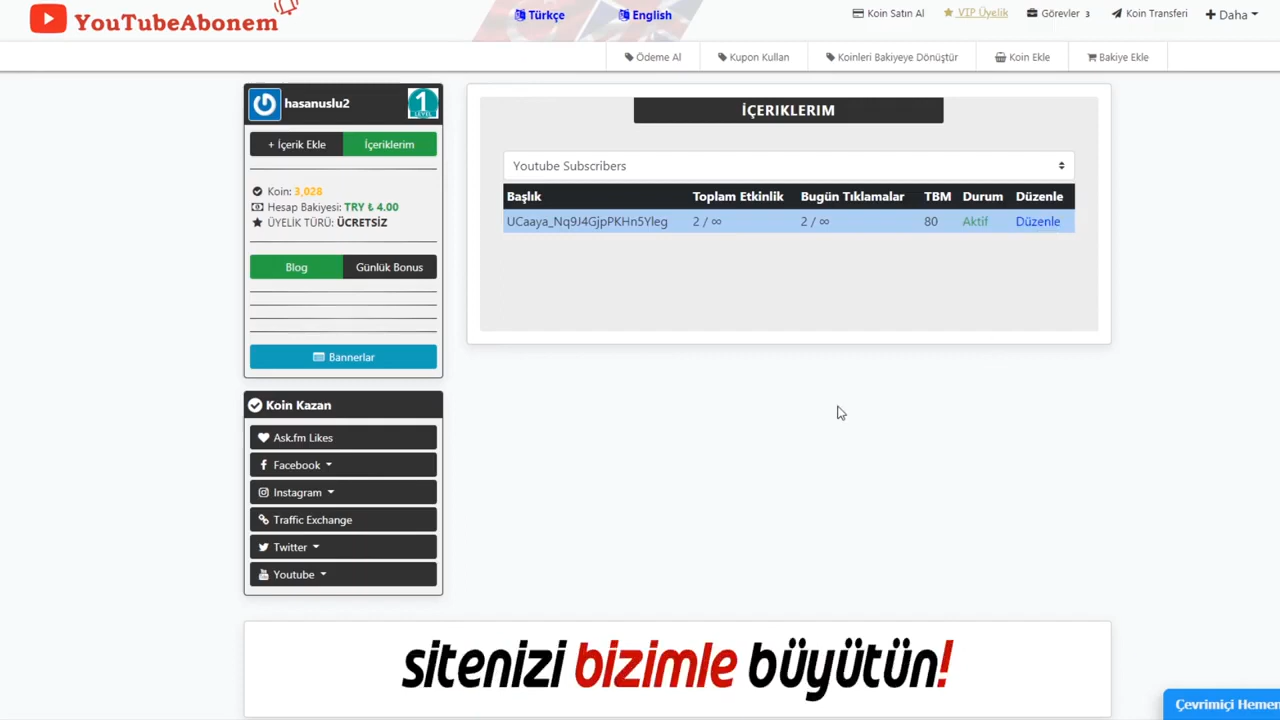 YouTubeAbonem
Türkçe
English
Koin Satın Al
VIP Üyelik
Görevler 3
Koin Transferi
Daha
Ödeme Al
Kupon Kullan
Koinleri Bakiyeye Dönüştür
Koin Ekle
Bakiye Ekle
hasanuslu2
1
LEVEL
+ İçerik Ekle
İçeriklerim
Koin: 3,028
Hesap Bakiyesi: TRY ₺ 4.00
ÜYELİK TÜRÜ: ÜCRETSİZ
Blog
Günlük Bonus
Bannerlar
Koin Kazan
Ask.fm Likes
Facebook
Instagram
Traffic Exchange
Twitter
Youtube
İÇERIKLERIM
Youtube Subscribers
Başlık Toplam Etkinlik Bugün Tıklamalar TBM Durum Düzenle
UCaaya_Nq9J4GjpPKHn5Yleg 2 / ∞ 2 / ∞ 80 Aktif Düzenle
sitenizi bizimle büyütün!
Çevrimiçi Hemen